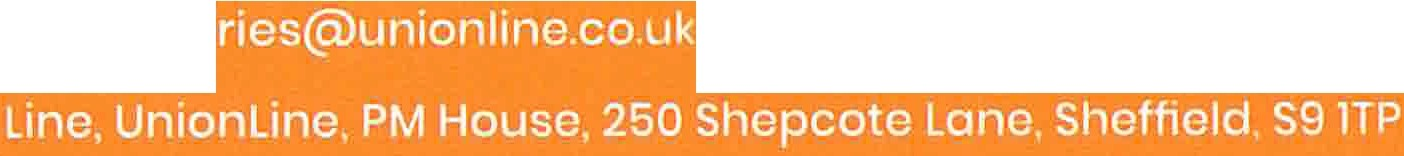 ries@unionline.co.uk
Line, UnionLine, PM House, 250 Shepcote Lane, Sheffield, S9 1TP